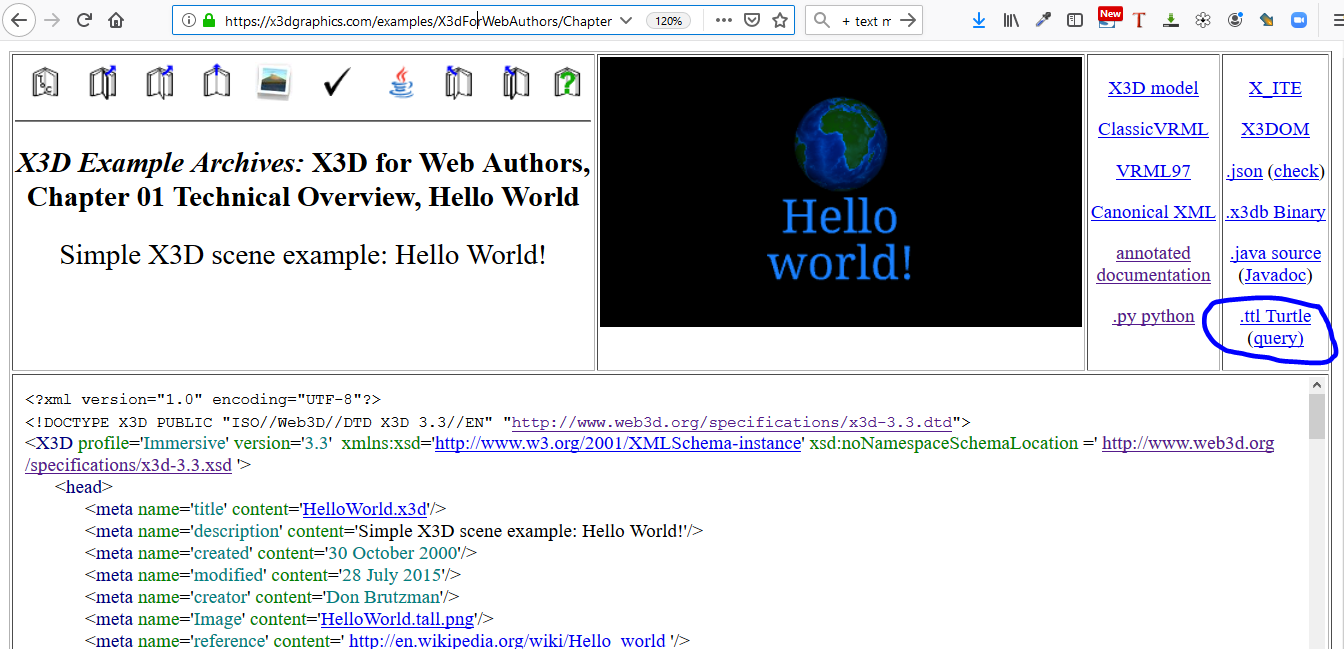 https://x3dgraphics.com/examples/X3dForWebAuthors/Chapter
120%
+ text m
New
X3D Example Archives: X3D for Web Authors,
Chapter 01 Technical Overview, Hello World
Simple X3D scene example: Hello World!
Hello
world!
X3D model
ClassicVRML
VRML97
Canonical XML
annotated
documentation
.py python
X_ITE
X3DOM
.json (check)
.x3db Binary
.java source
(Javadoc)
.ttl Turtle
(query)
<?xml version="1.0" encoding="UTF-8"?>
<!DOCTYPE X3D PUBLIC "ISO//Web3D//DTD X3D 3.3//EN" "http://www.web3d.org/specifications/x3d-3.3.dtd">
<X3D profile='Immersive' version='3.3' xmlns:xsd='http://www.w3.org/2001/XMLSchema-instance' xsd:noNamespaceSchemaLocation =' http://www.web3d.org
/specifications/x3d-3.3.xsd '>
<head>
<meta name='title' content='HelloWorld.x3d'/>
<meta name='description' content='Simple X3D scene example: Hello World!'/>
<meta name='created' content='30 October 2000'/>
<meta name='modified' content='28 July 2015'/>
<meta name='creator' content='Don Brutzman'/>
<meta name='Image' content='HelloWorld.tall.png'/>
<meta name='reference' content=' http://en.wikipedia.org/wiki/Hello_world '/>